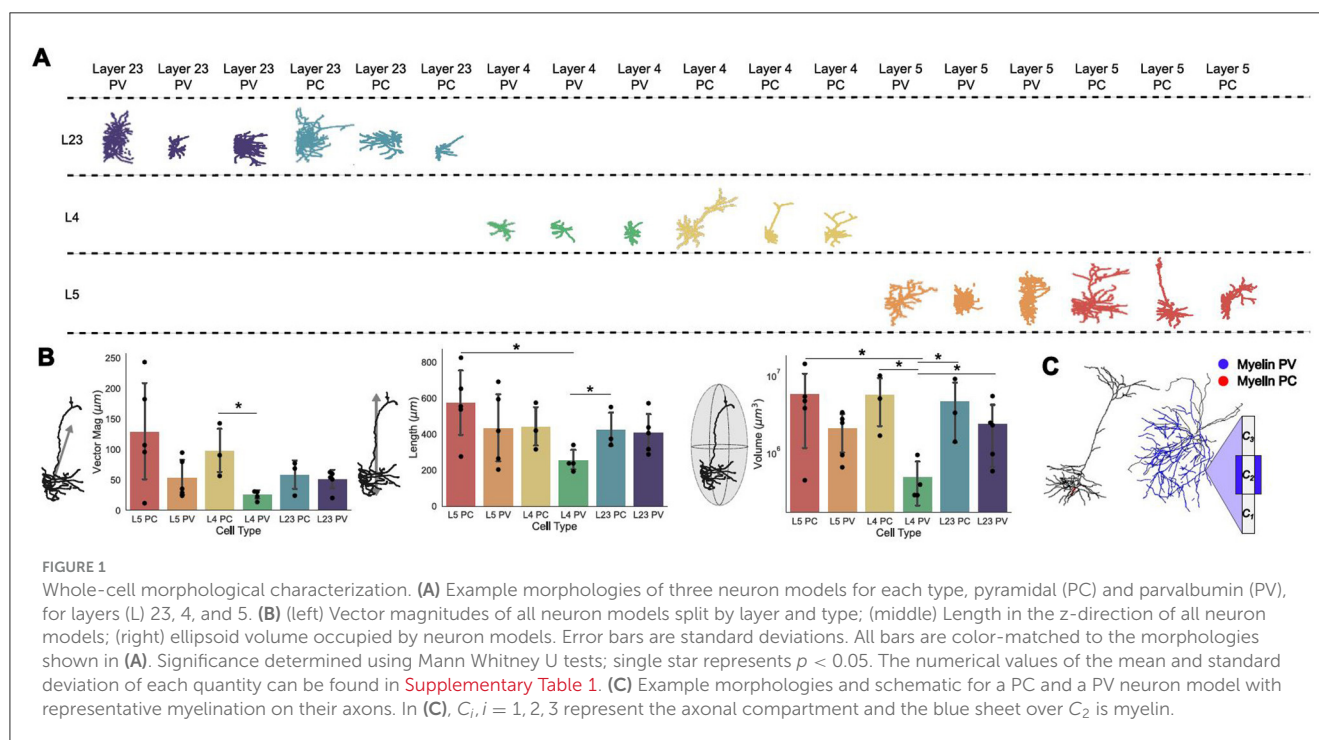 A
Layer 23 PV Layer 23 PV Layer 23 PV Layer 23 PC Layer 23 PC Layer 23 PC Layer 4 PV Layer 4 PV Layer 4 PV Layer 4 PC Layer 4 PC Layer 4 PC Layer 5 PV Layer 5 PV Layer 5 PV Layer 5 PC Layer 5 PC Layer 5 PC
L23
L4
L5
B
Vector Mag (μm)
250
200
150
100
50
0
*
L5 PC L5 PV L4 PC L4 PV L23 PC L23 PV
Cell Type
Length (μm)
800
600
400
200
0
*
*
L5 PC L5 PV L4 PC L4 PV L23 PC L23 PV
Cell Type
Volume (μm³)
10⁷
10⁶
*
*
*
*
L5 PC L5 PV L4 PC L4 PV L23 PC L23 PV
Cell Type
C
Myelin PV
MyelIn PC
C₃
C₂
C₁
FIGURE 1
Whole-cell morphological characterization. (A) Example morphologies of three neuron models for each type, pyramidal (PC) and parvalbumin (PV),
for layers (L) 23, 4, and 5. (B) (left) Vector magnitudes of all neuron models split by layer and type; (middle) Length in the z-direction of all neuron
models; (right) ellipsoid volume occupied by neuron models. Error bars are standard deviations. All bars are color-matched to the morphologies
shown in (A). Significance determined using Mann Whitney U tests; single star represents p < 0.05. The numerical values of the mean and standard
deviation of each quantity can be found in Supplementary Table 1. (C) Example morphologies and schematic for a PC and a PV neuron model with
representative myelination on their axons. In (C), Cᵢ, i = 1, 2, 3 represent the axonal compartment and the blue sheet over C₂ is myelin.